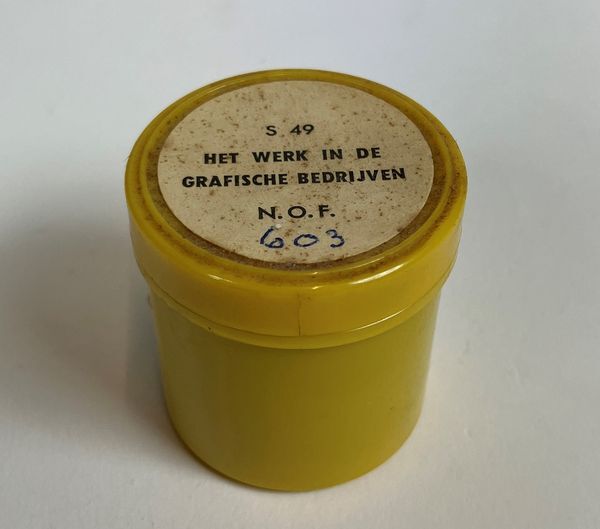 S 49
HET WERK IN DE
GRAFISCHE BEDRIJVEN
N.O.F.
603